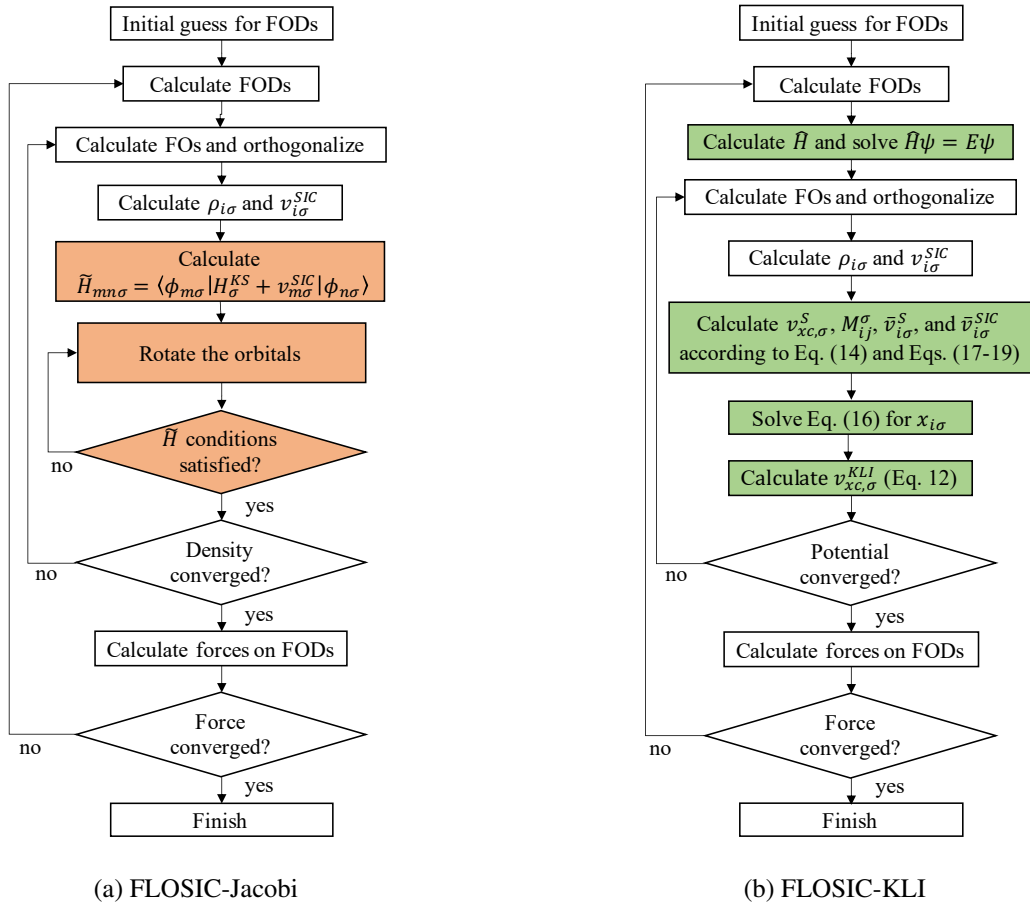 Initial guess for FODs
Calculate FODs
Calculate FOs and orthogonalize
Calculate ρ_{iσ} and v_{iσ}^{SIC}
Calculate
H̃_{mnσ} = ⟨ϕ_{mσ}|H_σ^{KS} + v_{mσ}^{SIC}|ϕ_{nσ}⟩
Rotate the orbitals
H̃ conditions
satisfied?
no
yes
Density
converged?
no
yes
Calculate forces on FODs
Force
converged?
no
yes
Finish
(a) FLOSIC-Jacobi
Initial guess for FODs
Calculate FODs
Calculate Ĥ and solve Ĥψ = Eψ
Calculate FOs and orthogonalize
Calculate ρ_{iσ} and v_{iσ}^{SIC}
Calculate v_{xc,σ}^{S}, M_{ij}^{σ}, v̄_{iσ}^{S}, and v̄_{iσ}^{SIC}
according to Eq. (14) and Eqs. (17-19)
Solve Eq. (16) for x_{iσ}
Calculate v_{xc,σ}^{KLI} (Eq. 12)
Potential
converged?
no
yes
Calculate forces on FODs
Force
converged?
no
yes
Finish
(b) FLOSIC-KLI